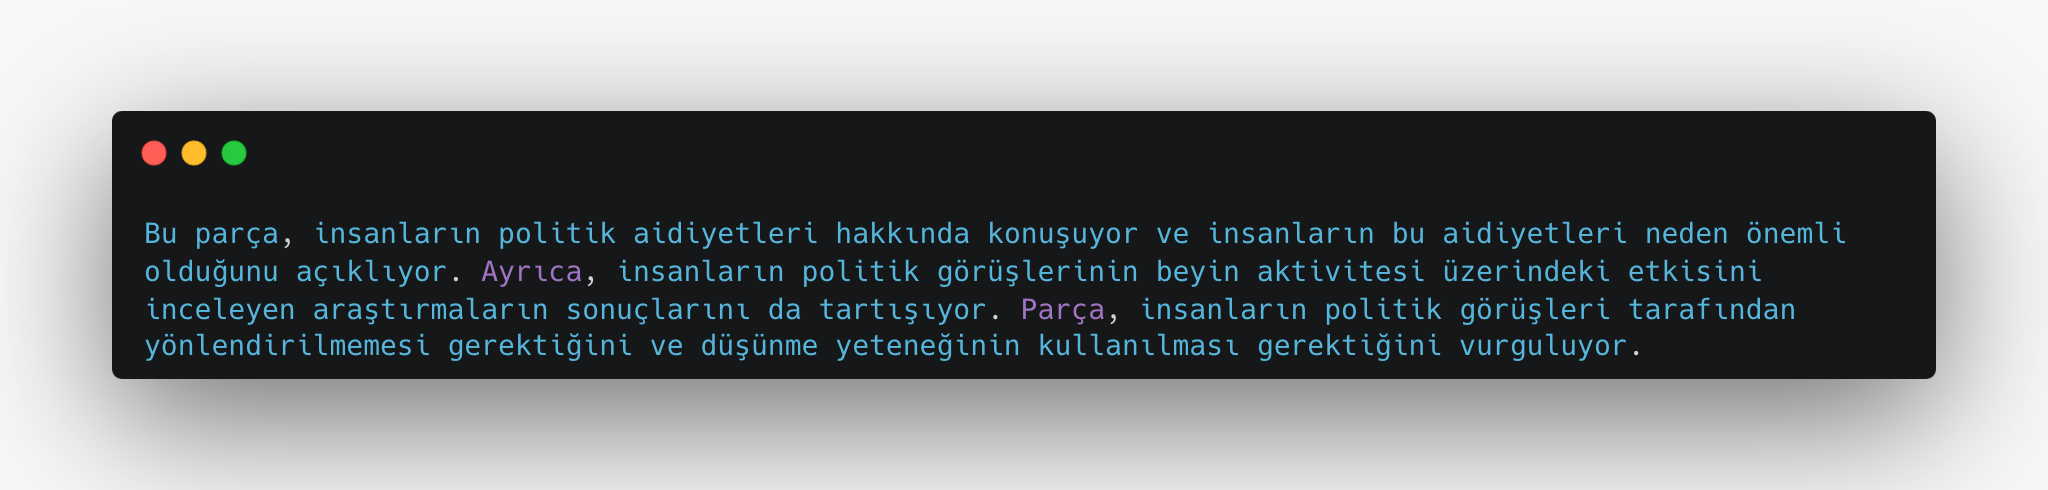 Bu parça, insanların politik aidiyetleri hakkında konuşuyor ve insanların bu aidiyetleri neden önemli
olduğunu açıklıyor. Ayrıca, insanların politik görüşlerinin beyin aktivitesi üzerindeki etkisini
inceleyen araştırmaların sonuçlarını da tartışıyor. Parça, insanların politik görüşleri tarafından
yönlendirilmemesi gerektiğini ve düşünme yeteneğinin kullanılması gerektiğini vurguluyor.